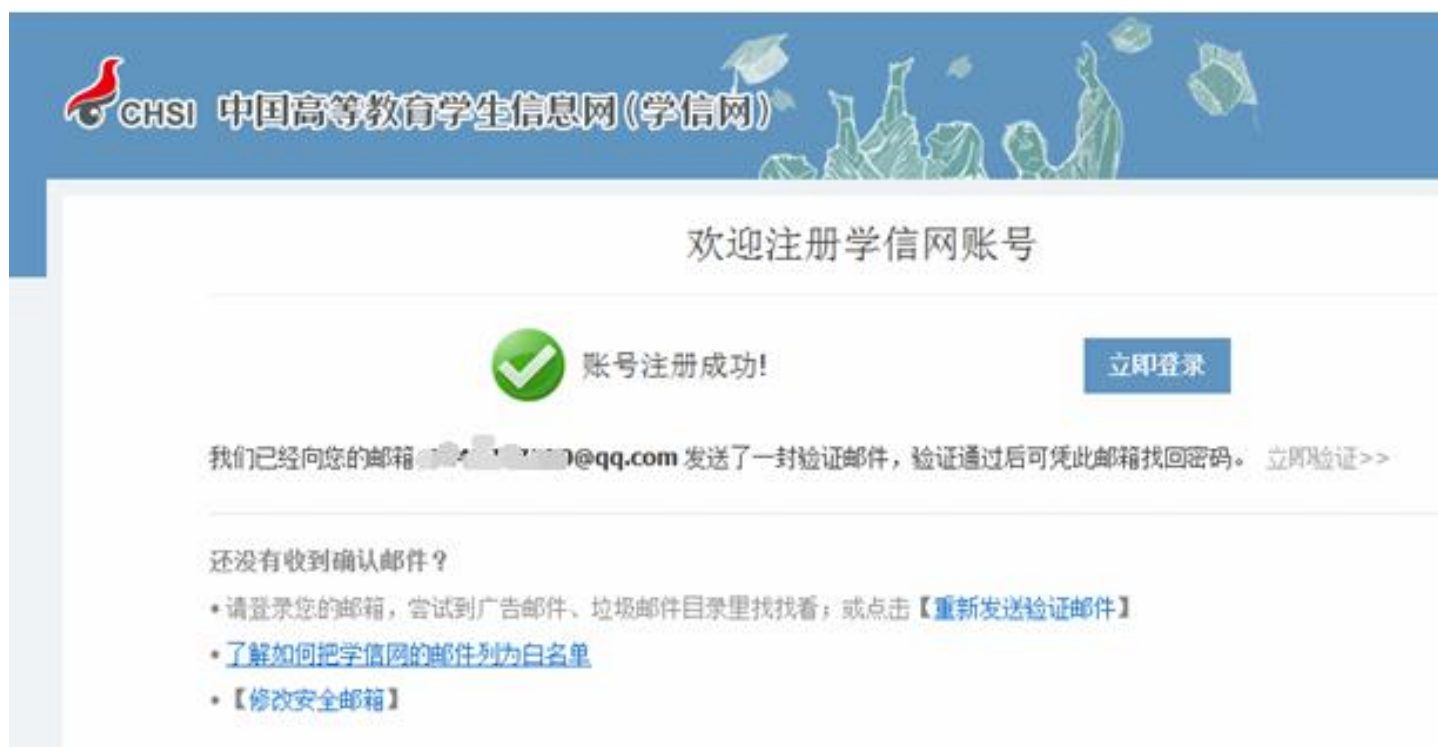 CHSI 中国高等教育学生信息网(学信网)
欢迎注册学信网账号
账号注册成功!
立即登录
我们已经向您的邮箱 @qq.com 发送了一封验证邮件，验证通过后可凭此邮箱找回密码。 立即验证>>
还没有收到确认邮件？
•请登录您的邮箱，尝试到广告邮件、垃圾邮件目录里找找看；或点击【重新发送验证邮件】
•了解如何把学信网的邮件列为白名单
•【修改安全邮箱】